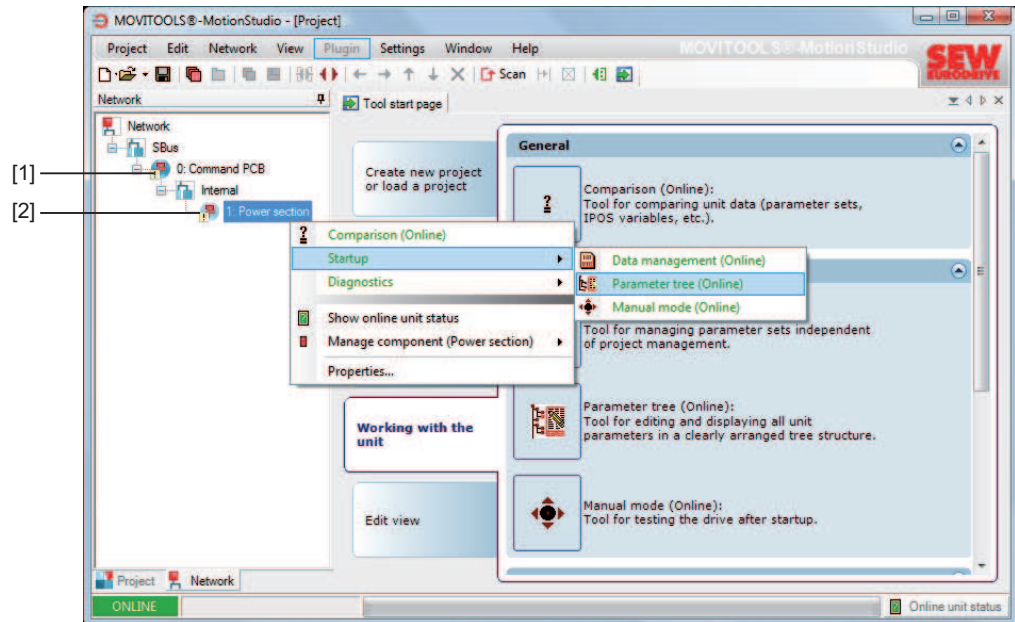 MOVITOOLS®-MotionStudio - [Project]
Project Edit Network View Plugin Settings Window Help
MOVITOOLS®-MotionStudio
SEW
EURODRIVE
Scan
Network
Tool start page
Network
SBus
[1]
0: Command PCB
Internal
[2]
1: Power section
Create new project
or load a project
General
Comparison (Online):
Tool for comparing unit data (parameter sets,
IPOS variables, etc.).
Comparison (Online)
Startup
Diagnostics
Show online unit status
Manage component (Power section)
Properties...
Data management (Online)
Parameter tree (Online)
Manual mode (Online)
Tool for managing parameter sets independent
of project management.
Working with the
unit
Parameter tree (Online):
Tool for editing and displaying all unit
parameters in a clearly arranged tree structure.
Edit view
Manual mode (Online):
Tool for testing the drive after startup.
Project Network
ONLINE
Online unit status